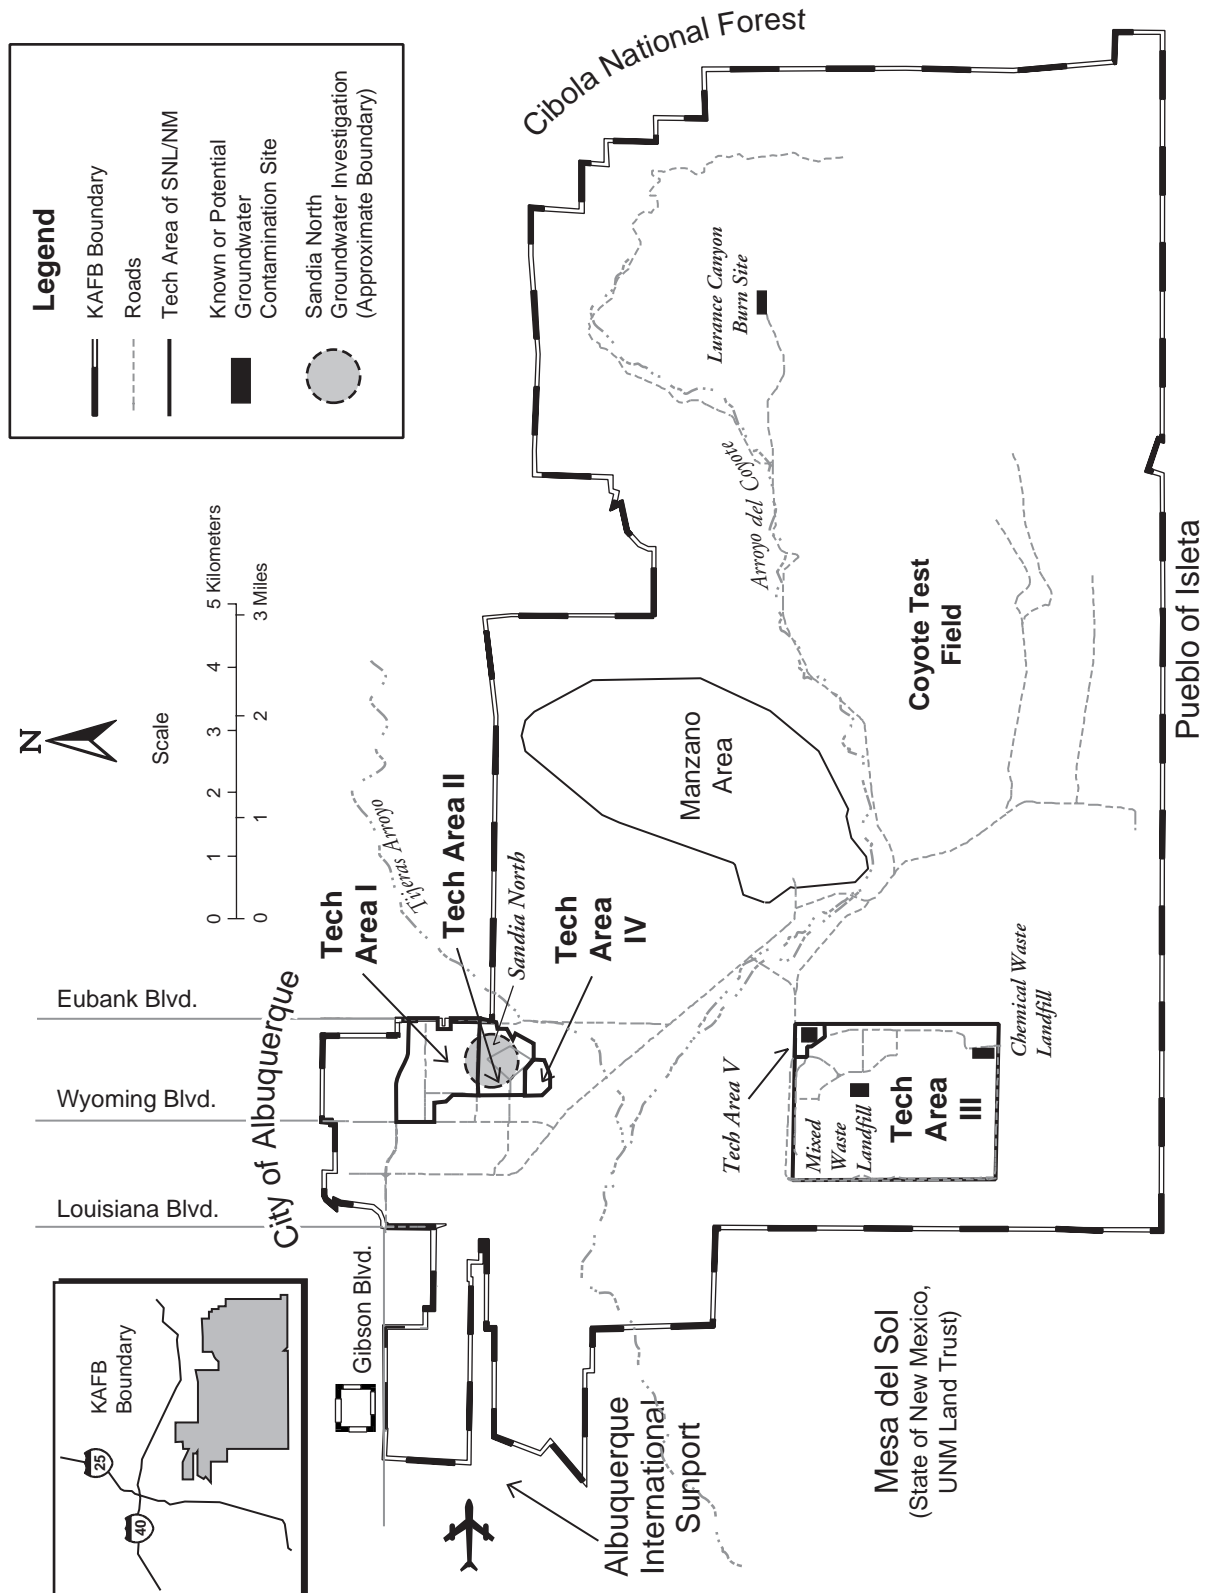 Cibola National Forest
Legend
KAFB Boundary
Roads
Tech Area of SNL/NM
Known or Potential
Groundwater
Contamination Site
Sandia North
Groundwater Investigation
(Approximate Boundary)
N
Scale
0 1 2 3 4 5 Kilometers
0 1 2 3 Miles
Eubank Blvd.
Wyoming Blvd.
Louisiana Blvd.
City of Albuquerque
Gibson Blvd.
KAFB
Boundary
25
40
Tijeras Arroyo
Tech
Area I
Tech Area II
Sandia North
Tech
Area
IV
Manzano
Area
Lurance Canyon
Burn Site
Arroyo del Coyote
Coyote Test
Field
Tech Area V
Mixed
Waste
Landfill
Tech
Area
III
Chemical Waste
Landfill
Albuquerque
International
Sunport
Mesa del Sol
(State of New Mexico,
UNM Land Trust)
Pueblo of Isleta